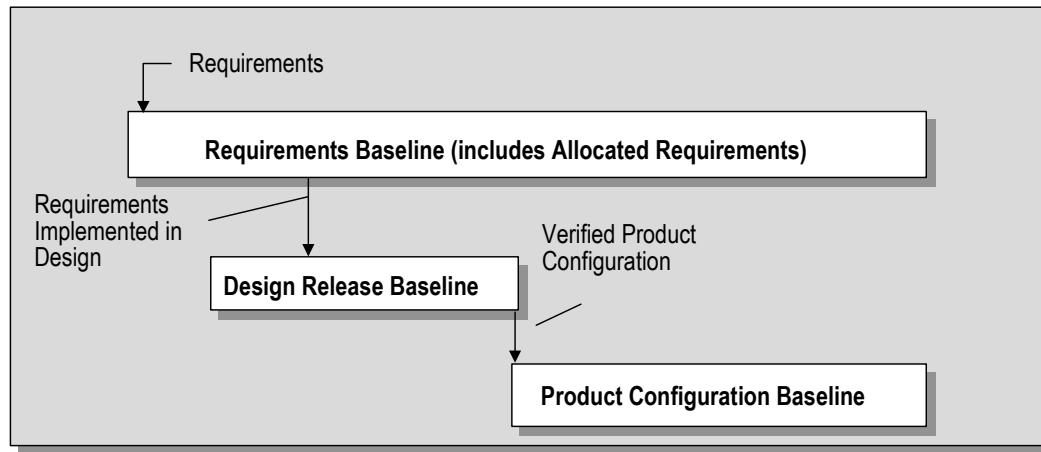 Requirements
Requirements Baseline (includes Allocated Requirements)
Requirements
Implemented in
Design
Verified Product
Configuration
Design Release Baseline
Product Configuration Baseline